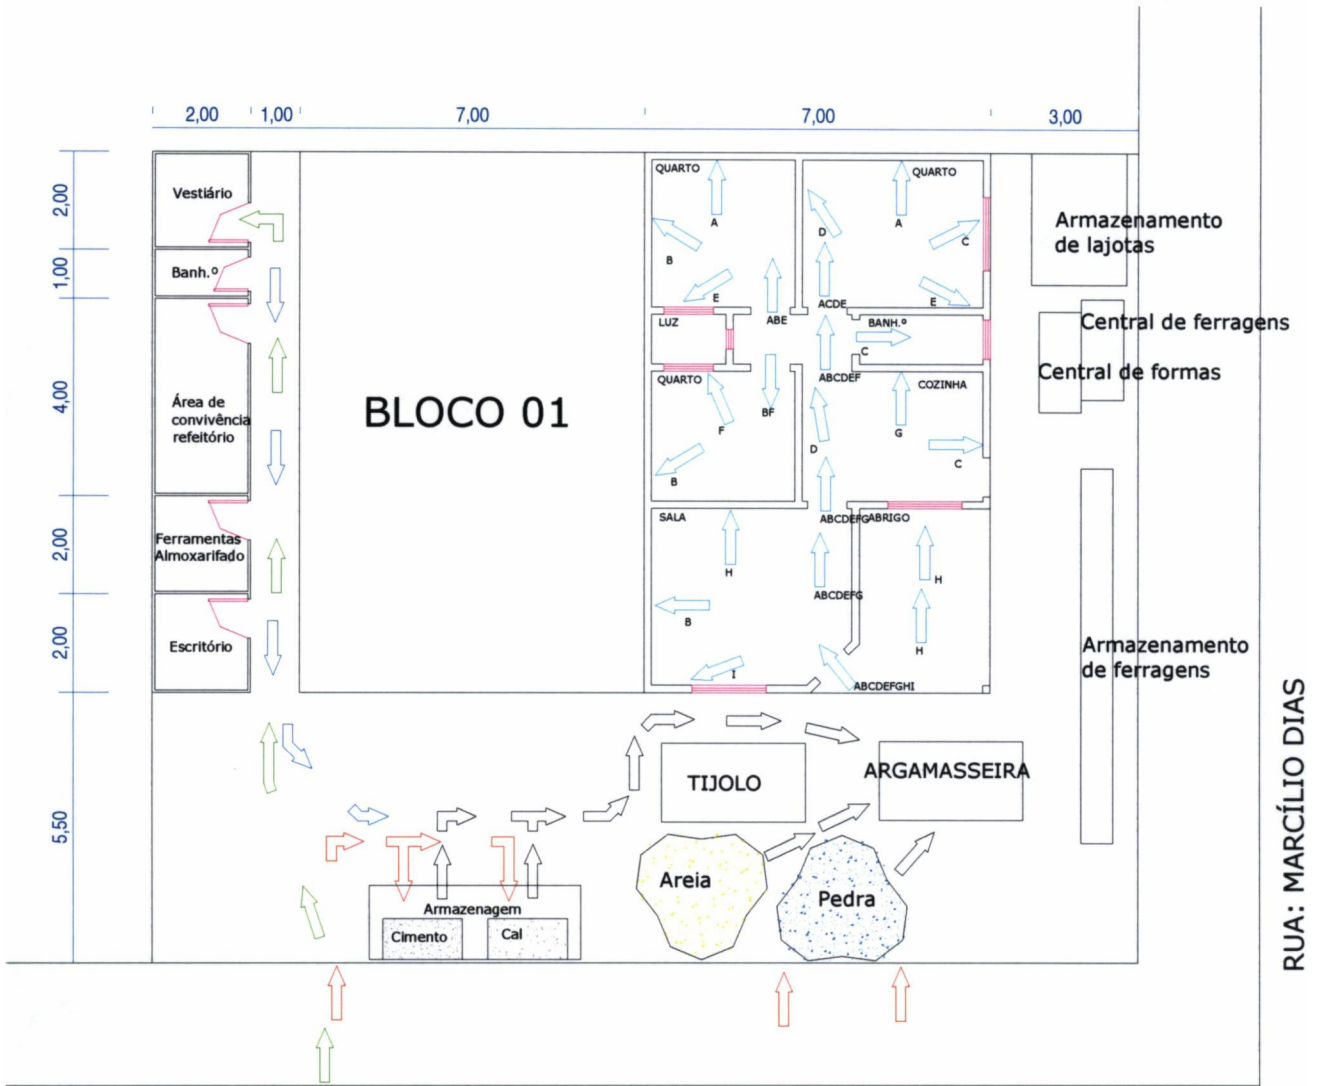 2,00
1,00
7,00
7,00
3,00
2,00
1,00
4,00
2,00
2,00
5,50
Vestiário
Banh.º
Área de
convivência
refeitório
Ferramentas
Almoxarifado
Escritório
BLOCO 01
QUARTO
A
B
E
ABE
QUARTO
A
D
C
E
ACDE
LUZ
BANH.º
C
ABCDEF
QUARTO
F
B
BF
COZINHA
G
C
D
ABCDEFG
ABRIGO
SALA
H
B
I
ABCDEFG
H
H
ABCDEFGHI
Armazenamento
de lajotas
Central de ferragens
Central de formas
Armazenamento
de ferragens
TIJOLO
ARGAMASSEIRA
Areia
Pedra
Armazenagem
Cimento
Cal
RUA: MARCÍLIO DIAS